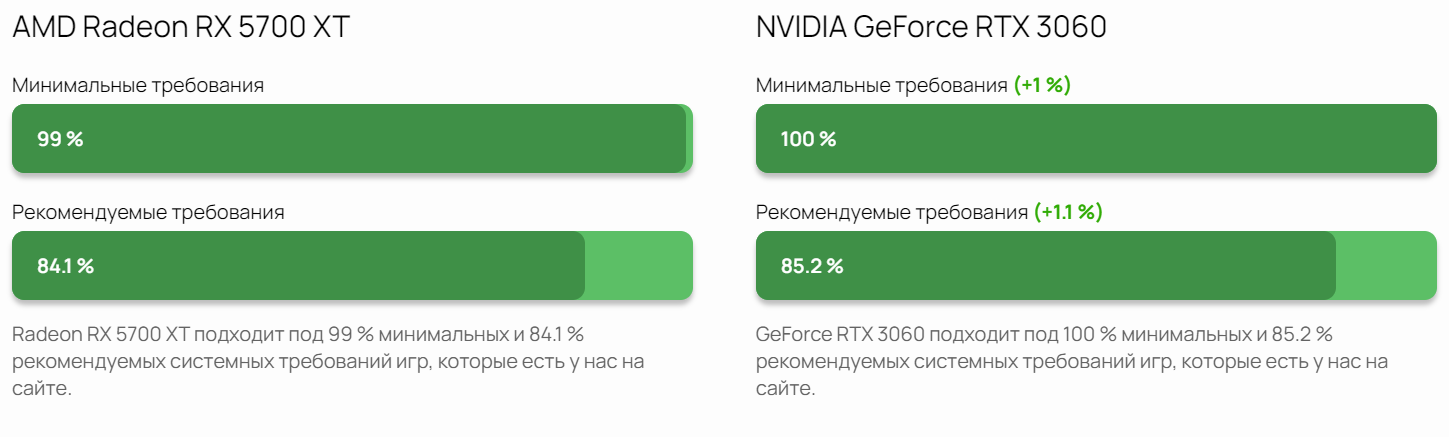 AMD Radeon RX 5700 XT
Минимальные требования
99 %
Рекомендуемые требования
84.1 %
Radeon RX 5700 XT подходит под 99 % минимальных и 84.1 %
рекомендуемых системных требований игр, которые есть у нас на
сайте.
NVIDIA GeForce RTX 3060
Минимальные требования (+1 %)
100 %
Рекомендуемые требования (+1.1 %)
85.2 %
GeForce RTX 3060 подходит под 100 % минимальных и 85.2 %
рекомендуемых системных требований игр, которые есть у нас на
сайте.